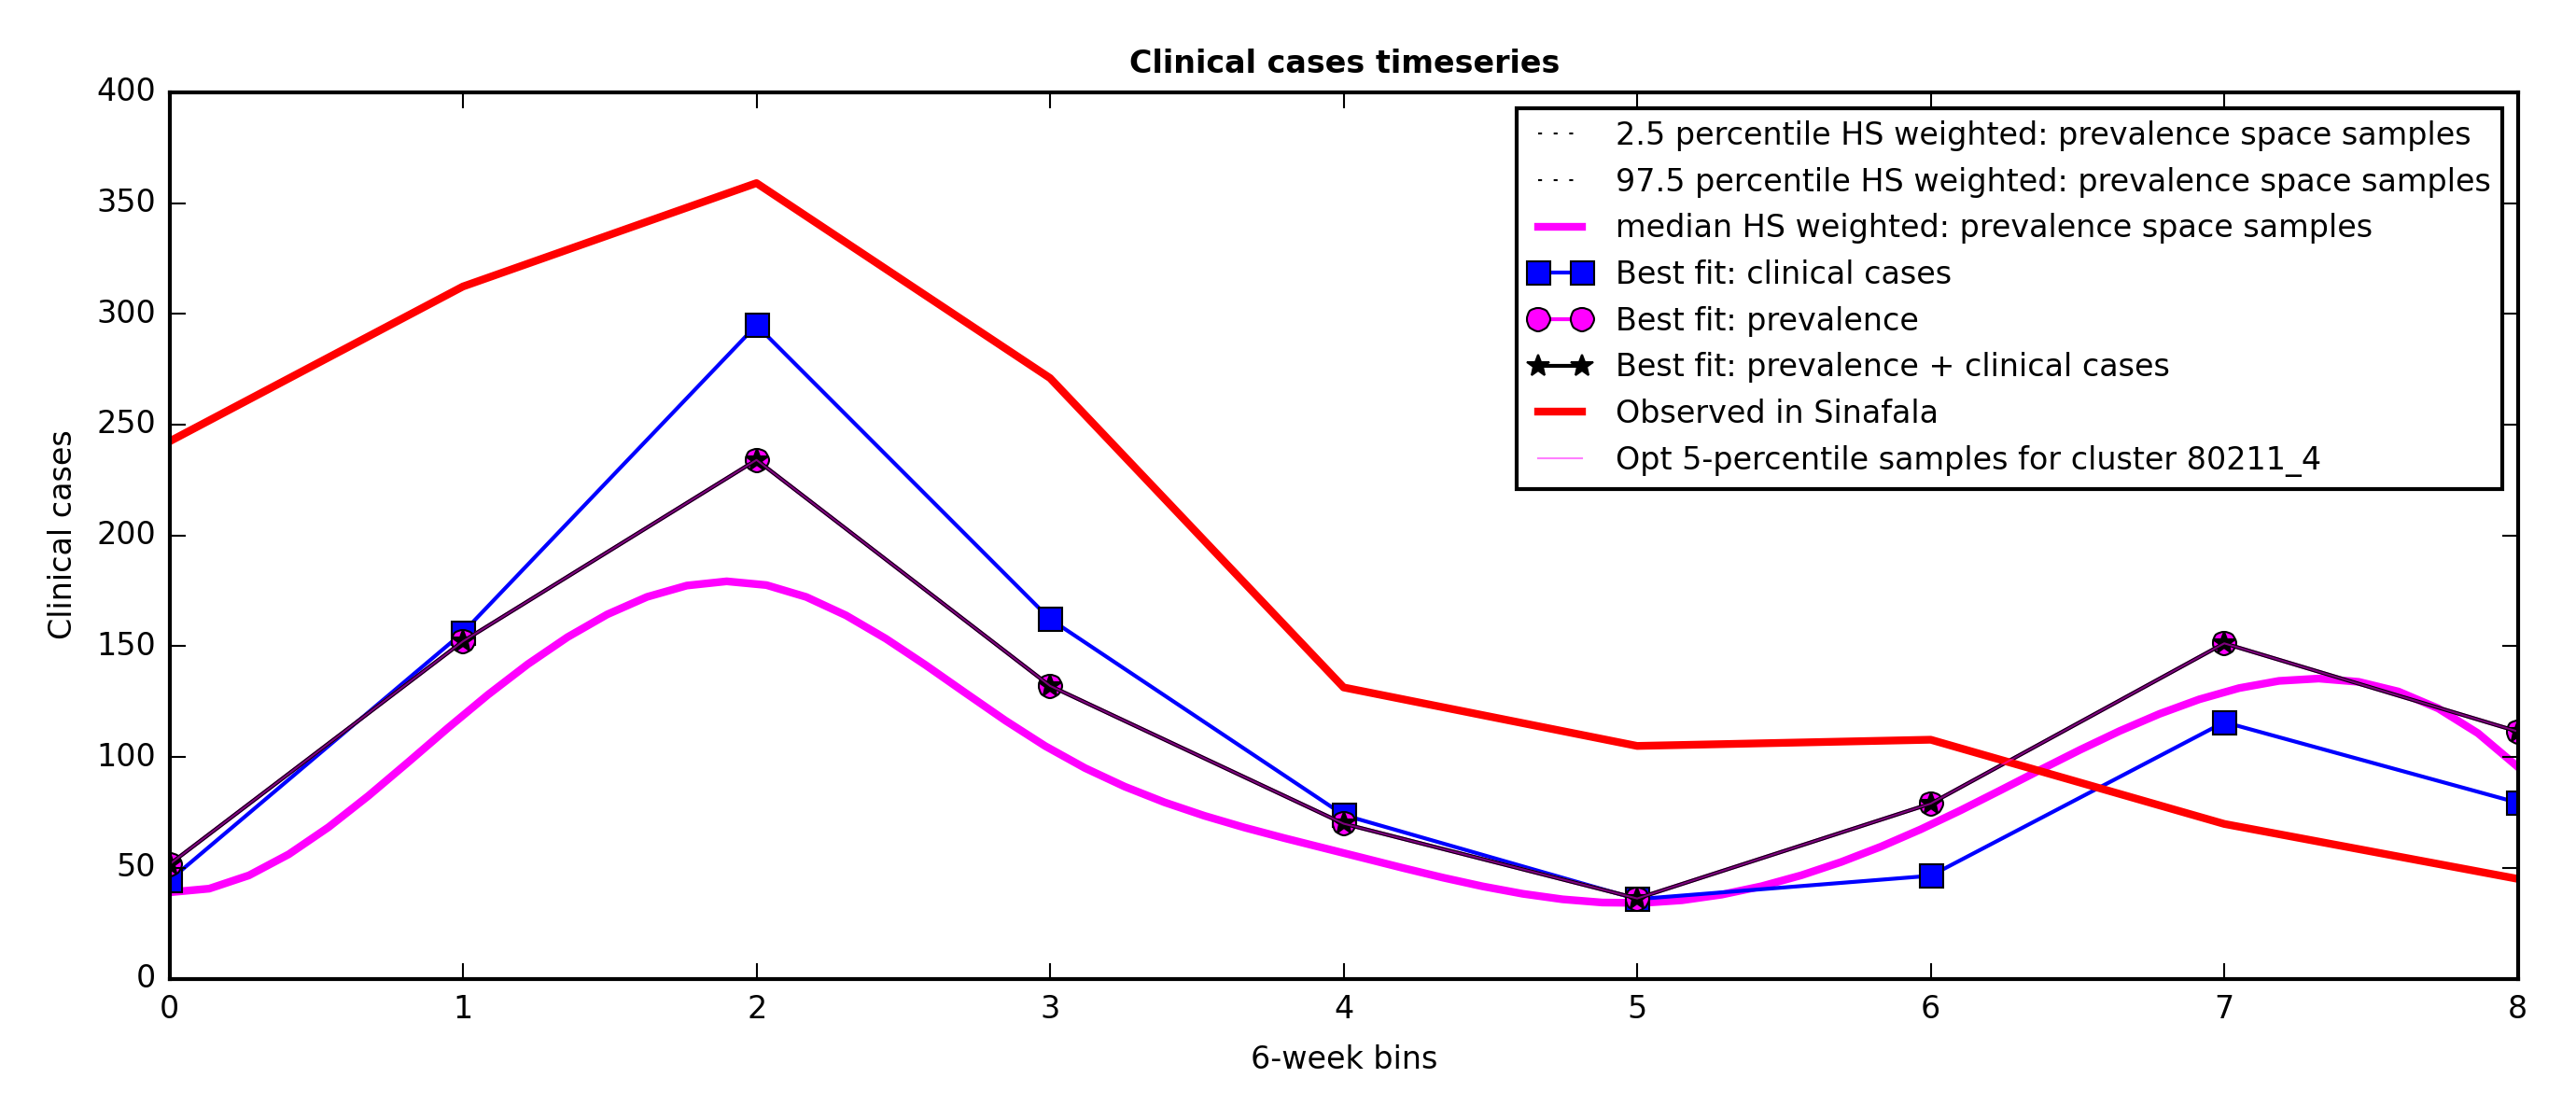 Clinical cases timeseries
400
350
300
250
200
150
100
50
0
Clinical cases
2.5 percentile HS weighted: prevalence space samples
97.5 percentile HS weighted: prevalence space samples
median HS weighted: prevalence space samples
Best fit: clinical cases
Best fit: prevalence
Best fit: prevalence + clinical cases
Observed in Sinafala
Opt 5-percentile samples for cluster 80211_4
0 1 2 3 4 5 6 7 8
6-week bins